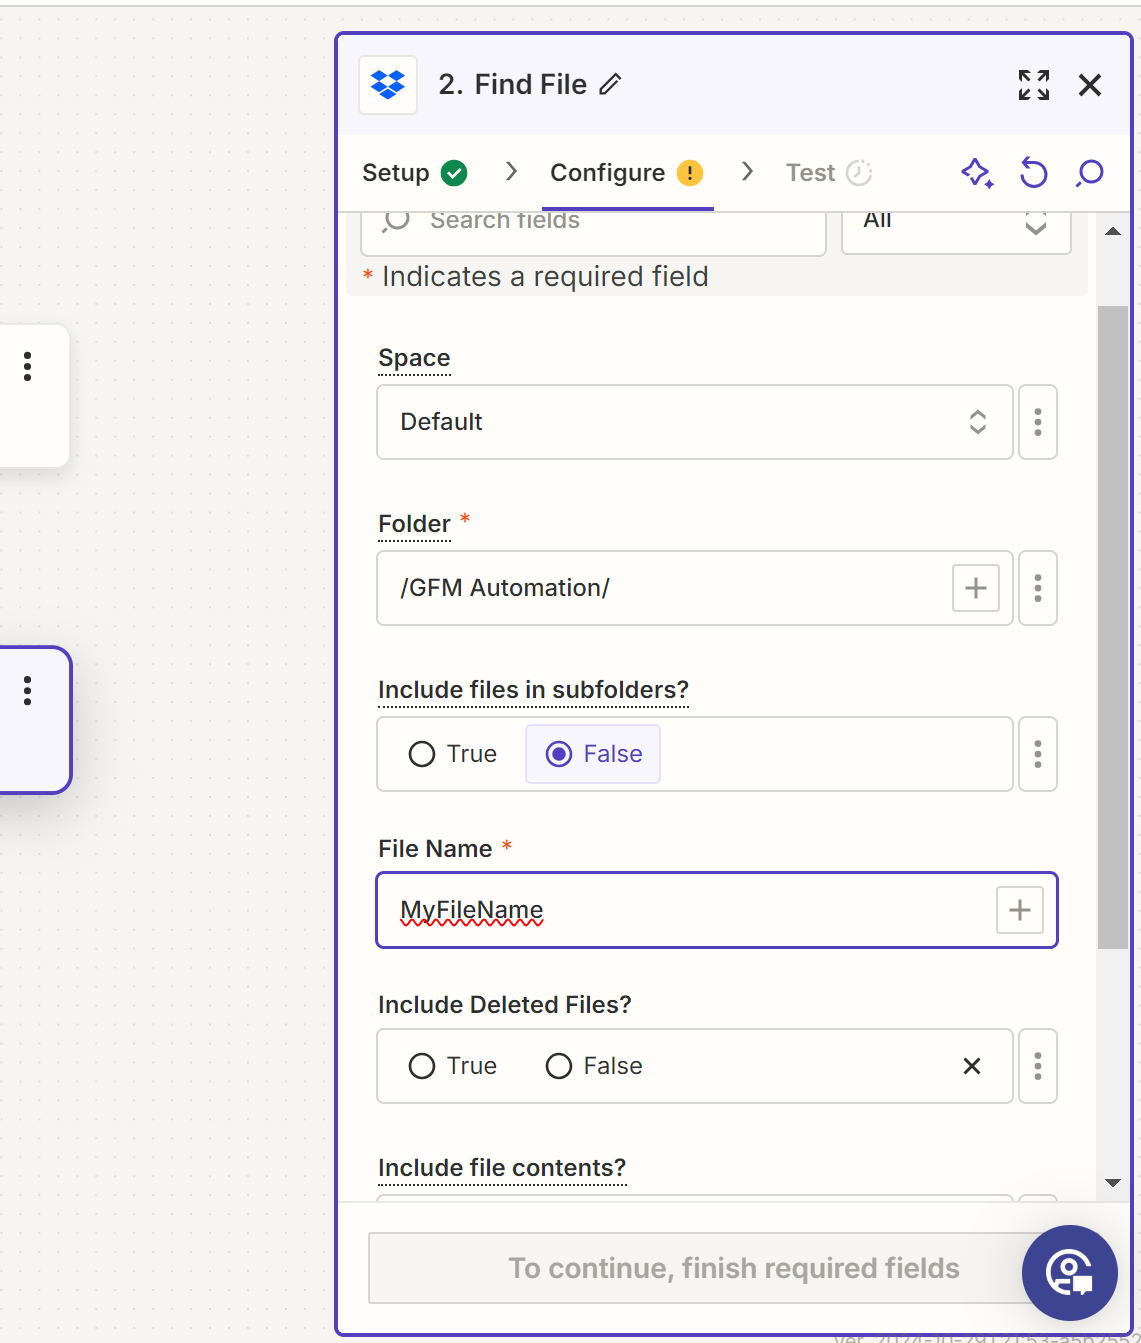 2. Find File
Setup Configure Test
Search fields All
* Indicates a required field
Space
Default
Folder *
/GFM Automation/
Include files in subfolders?
True False
File Name *
MyFileName
Include Deleted Files?
True False
Include file contents?
To continue, finish required fields